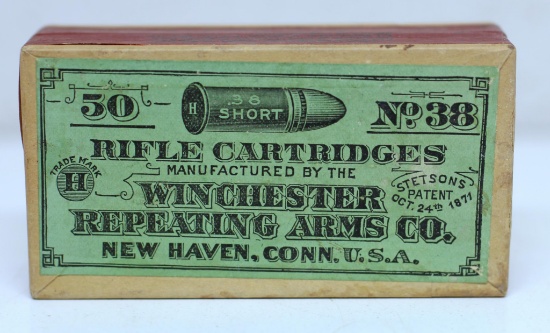 50 H .38 SHORT No 38
RIFLE CARTRIDGES
MANUFACTURED BY THE
TRADE MARK
H
WINCHESTER
REPEATING ARMS CO.
STETSON'S
PATENT
OCT. 24th 1871
NEW HAVEN, CONN. U.S.A.